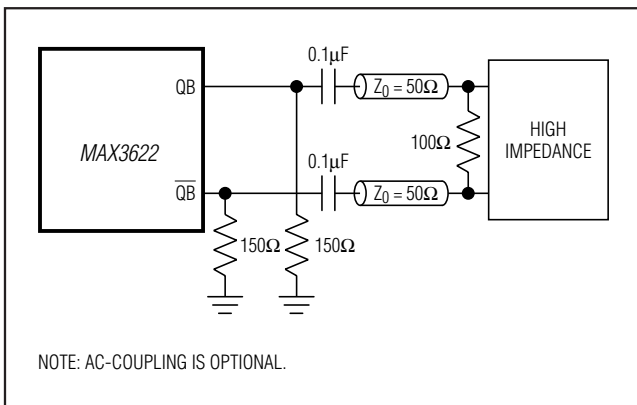 0.1µF
QB
Z0 = 50Ω
MAX3622
100Ω
HIGH
IMPEDANCE
0.1µF
Q̅B̅
Z0 = 50Ω
150Ω
150Ω
NOTE: AC-COUPLING IS OPTIONAL.